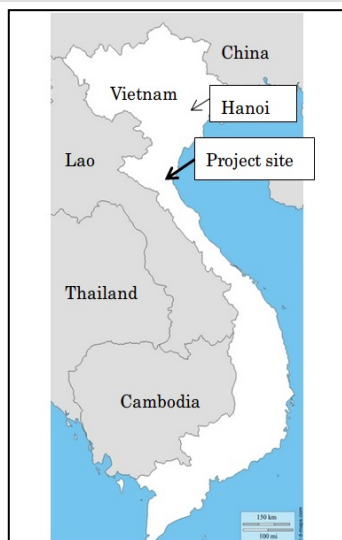 China
Vietnam
Hanoi
Lao
Project site
Thailand
Cambodia
150 km
100 mi